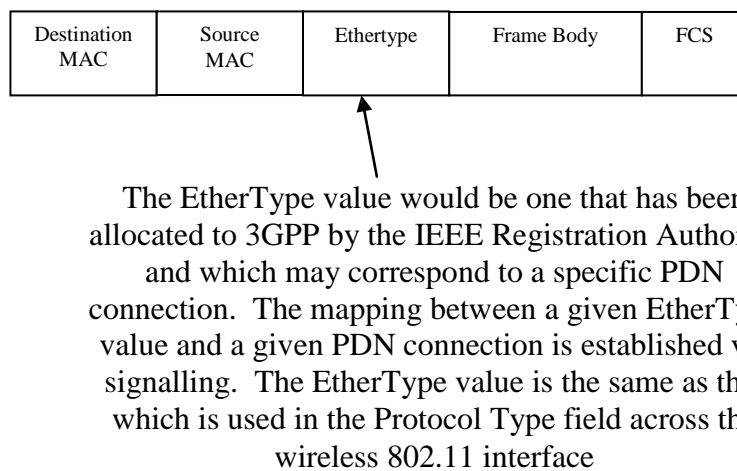 Destination MAC
Source MAC
Ethertype
Frame Body
FCS
The EtherType value would be one that has been
allocated to 3GPP by the IEEE Registration
and which may correspond to a specific PDN
connection. The mapping between a given
value and a given PDN connection is established
signalling. The EtherType value is the same as
which is used in the Protocol Type field across
wireless 802.11 interface